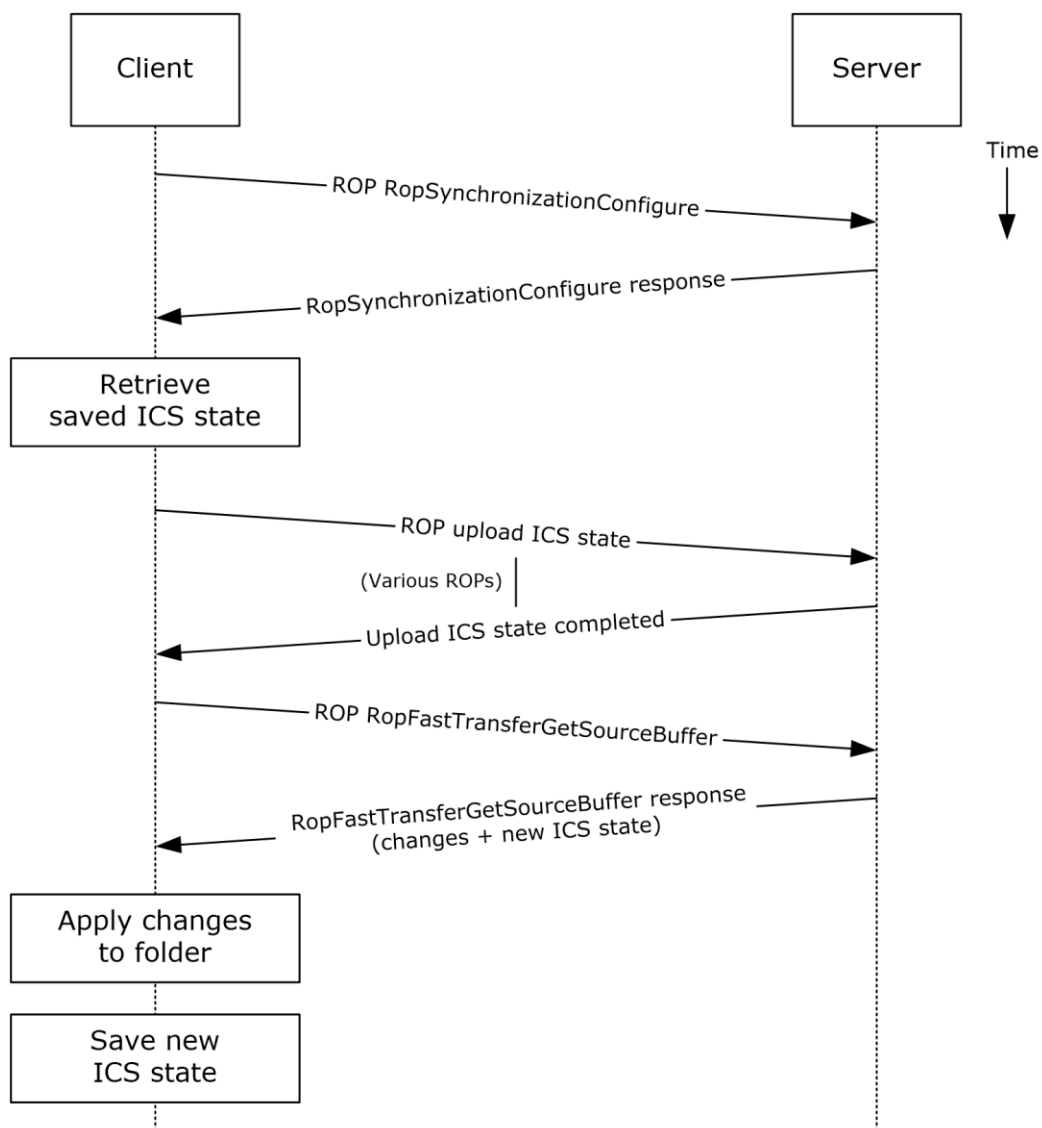 Client
Server
Time
ROP RopSynchronizationConfigure
RopSynchronizationConfigure response
Retrieve
saved ICS state
ROP upload ICS state
(Various ROPs)
Upload ICS state completed
ROP RopFastTransferGetSourceBuffer
RopFastTransferGetSourceBuffer response
(changes + new ICS state)
Apply changes
to folder
Save new
ICS state